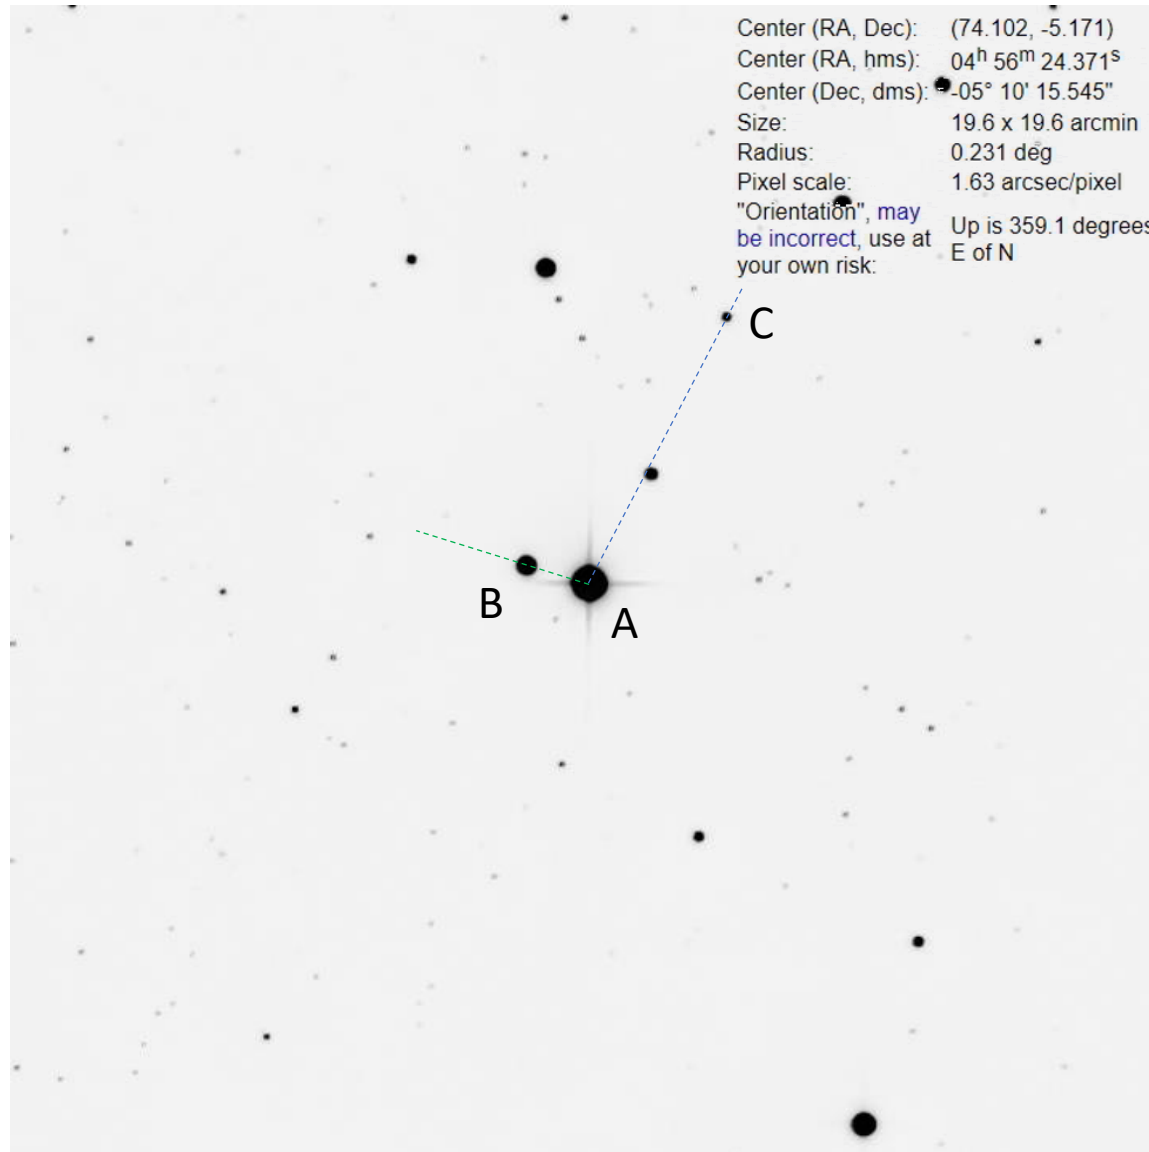 Center (RA, Dec): (74.102, -5.171)
Center (RA, hms): 04h 56m 24.371s
Center (Dec, dms): -05° 10' 15.545"
Size: 19.6 x 19.6 arcmin
Radius: 0.231 deg
Pixel scale: 1.63 arcsec/pixel
"Orientation", may
be incorrect, use at
your own risk:
Up is 359.1 degrees
E of N
C
B
A